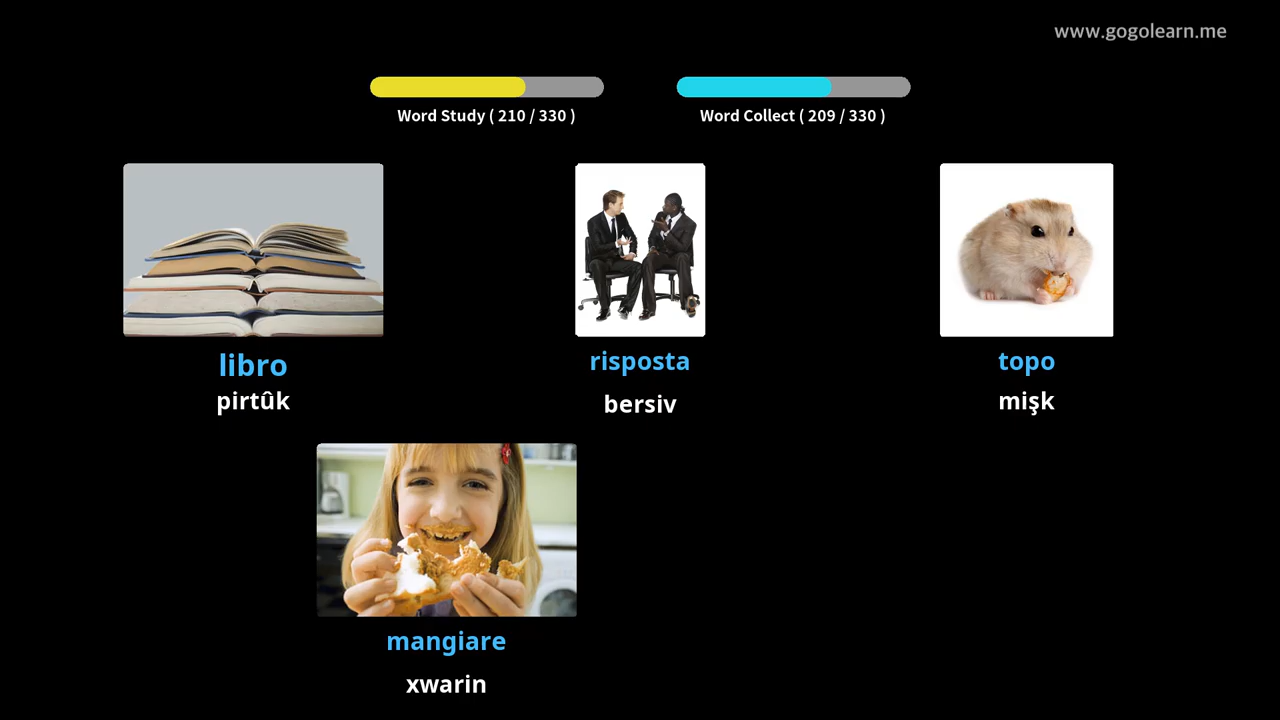 www.gogolearn.me
Word Study ( 210 / 330 )
Word Collect ( 209 / 330 )
libro
pirtûk
risposta
bersiv
topo
mişk
mangiare
xwarin